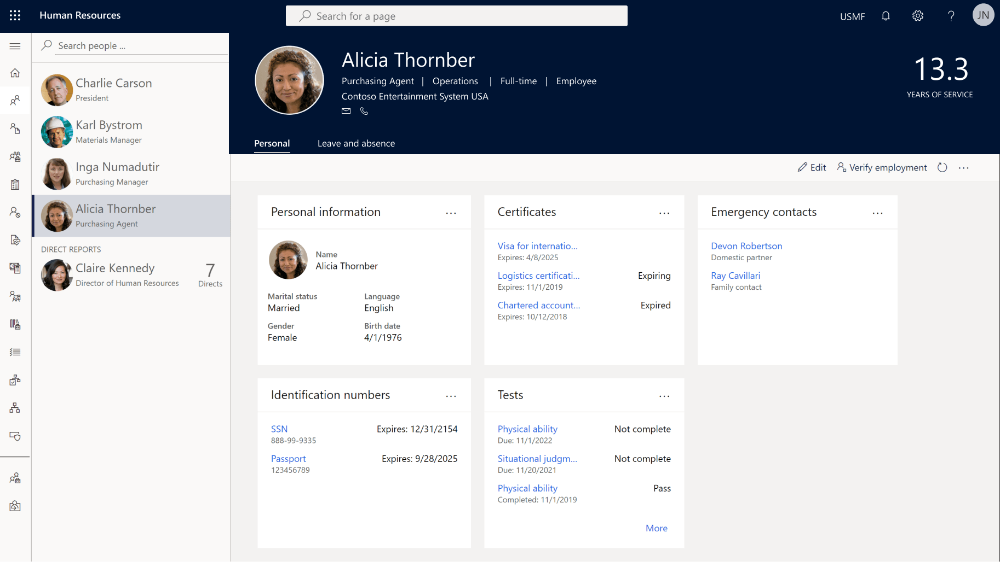 Human Resources
Search for a page
USMF
JN
Search people ...
Charlie Carson
President
Karl Bystrom
Materials Manager
Inga Numadutir
Purchasing Manager
Alicia Thornber
Purchasing Agent
DIRECT REPORTS
Claire Kennedy
Director of Human Resources
7
Directs
Alicia Thornber
Purchasing Agent | Operations | Full-time | Employee
Contoso Entertainment System USA
13.3
YEARS OF SERVICE
Personal
Leave and absence
Edit
Verify employment
...
Personal information ...
Name
Alicia Thornber
Marital status
Married
Language
English
Gender
Female
Birth date
4/1/1976
Certificates ...
Visa for internatio...
Expires: 4/8/2025
Logistics certificati... Expiring
Expires: 11/1/2019
Chartered account... Expired
Expires: 10/12/2018
Emergency contacts ...
Devon Robertson
Domestic partner
Ray Cavillari
Family contact
Identification numbers ...
SSN Expires: 12/31/2154
888-99-9335
Passport Expires: 9/28/2025
123456789
Tests ...
Physical ability Not complete
Due: 11/1/2022
Situational judgm... Not complete
Due: 11/20/2021
Physical ability Pass
Completed: 11/1/2019
More